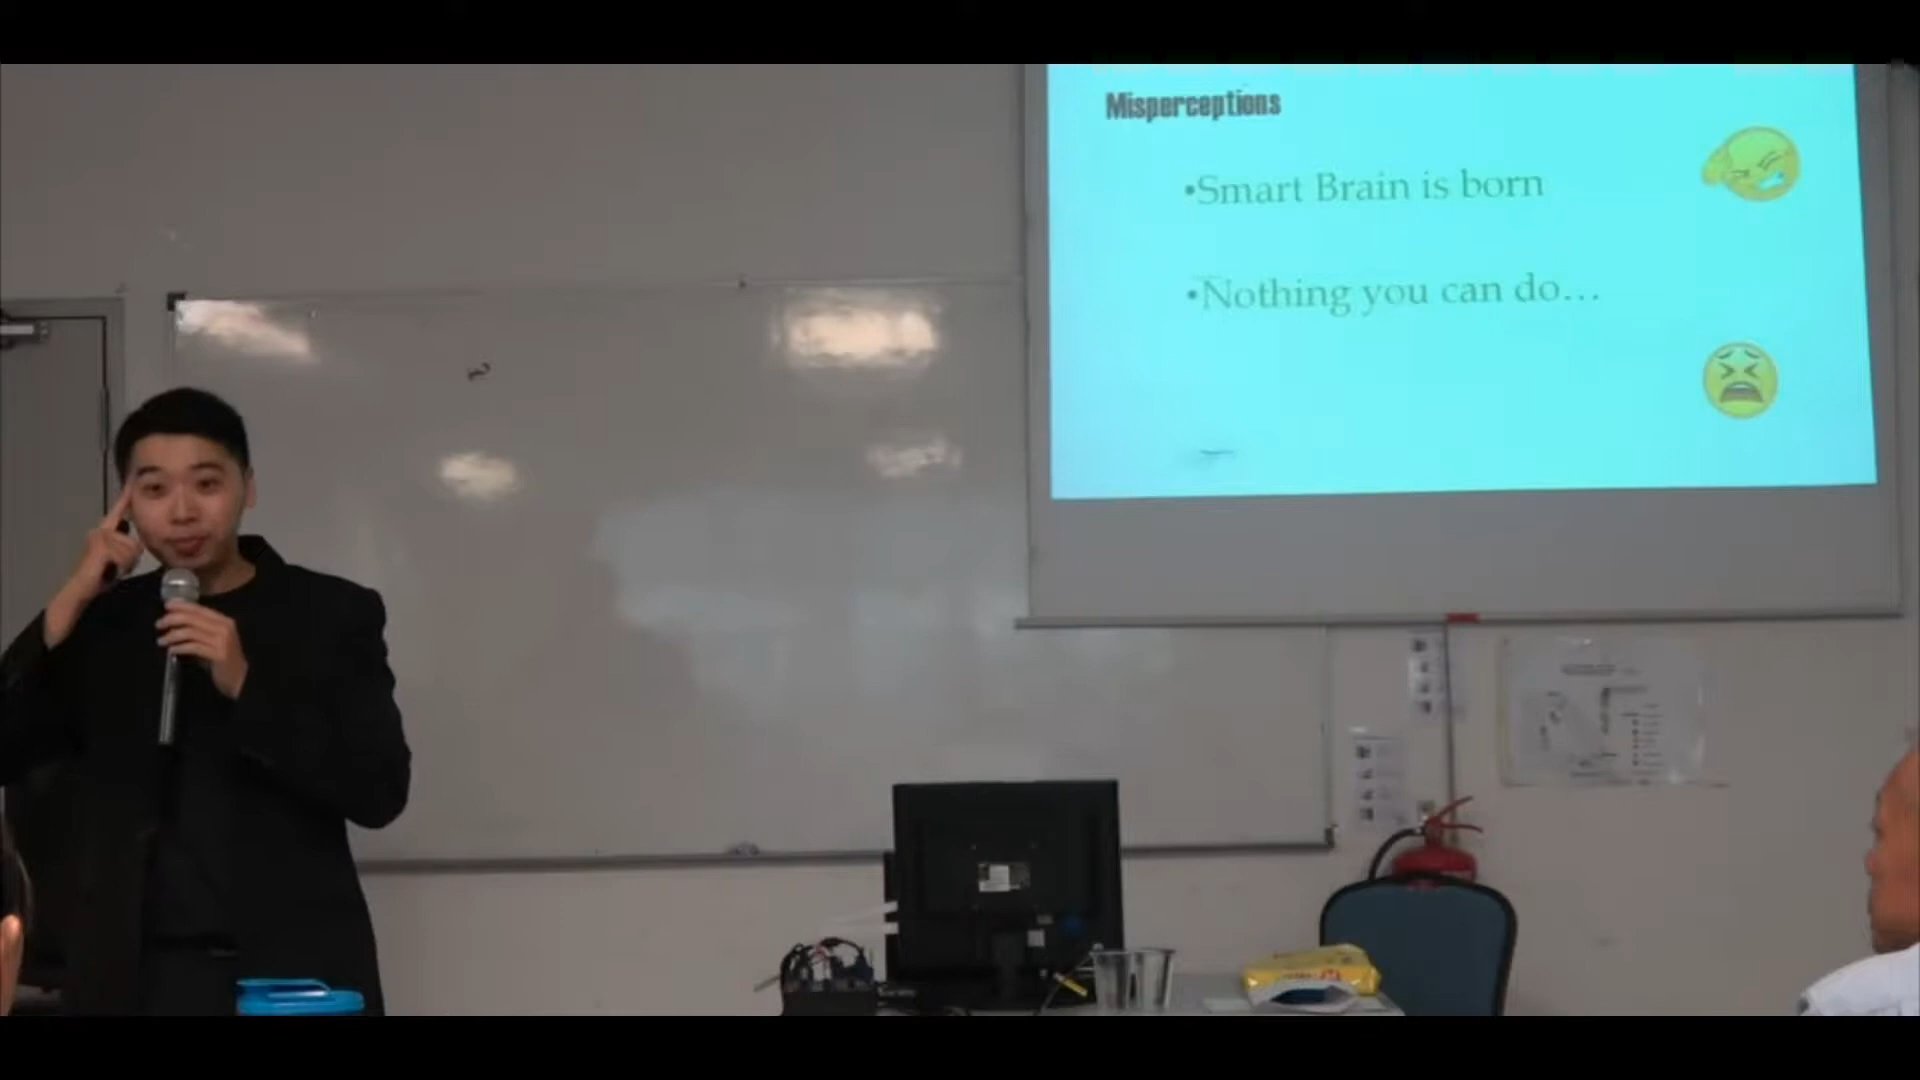 Misperceptions
•Smart Brain is born
•Nothing you can do...